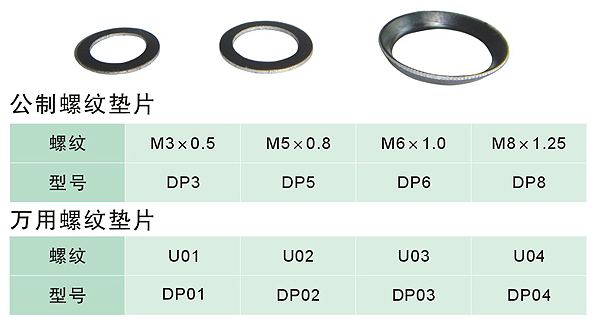 公制螺纹垫片
螺纹 M3×0.5 M5×0.8 M6×1.0 M8×1.25
型号 DP3 DP5 DP6 DP8
万用螺纹垫片
螺纹 U01 U02 U03 U04
型号 DP01 DP02 DP03 DP04